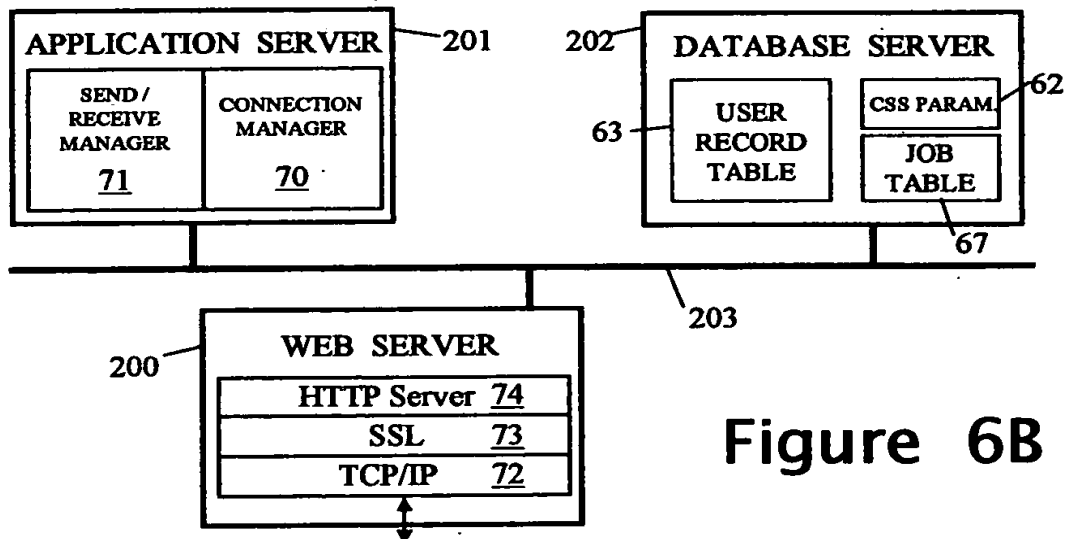 APPLICATION SERVER
201
SEND /
RECEIVE
MANAGER
71
CONNECTION
MANAGER
70
202
DATABASE SERVER
63
USER
RECORD
TABLE
CSS PARAM.
62
JOB
TABLE
67
203
200
WEB SERVER
HTTP Server 74
SSL 73
TCP/IP 72
Figure 6B